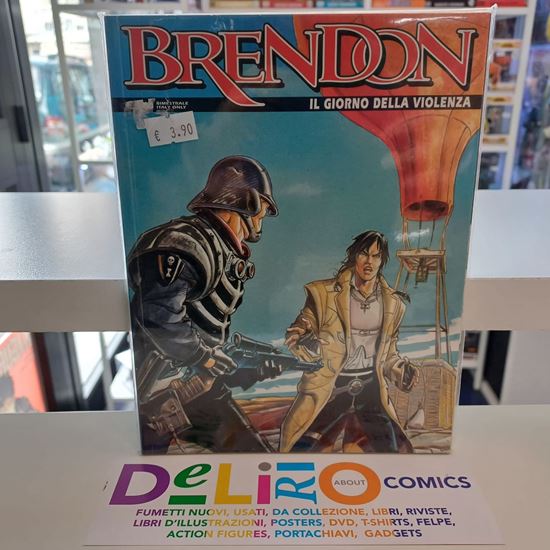 BRENDON
BIMESTRALE
ITALY ONLY
IL GIORNO DELLA VIOLENZA
€ 3.90
DeLiRiO ABOUT COMICS
FUMETTI NUOVI, USATI, DA COLLEZIONE, LIBRI, RIVISTE,
LIBRI D'ILLUSTRAZIONI, POSTERS, DVD, T-SHIRTS, FELPE,
ACTION FIGURES, PORTACHIAVI, GADGETS